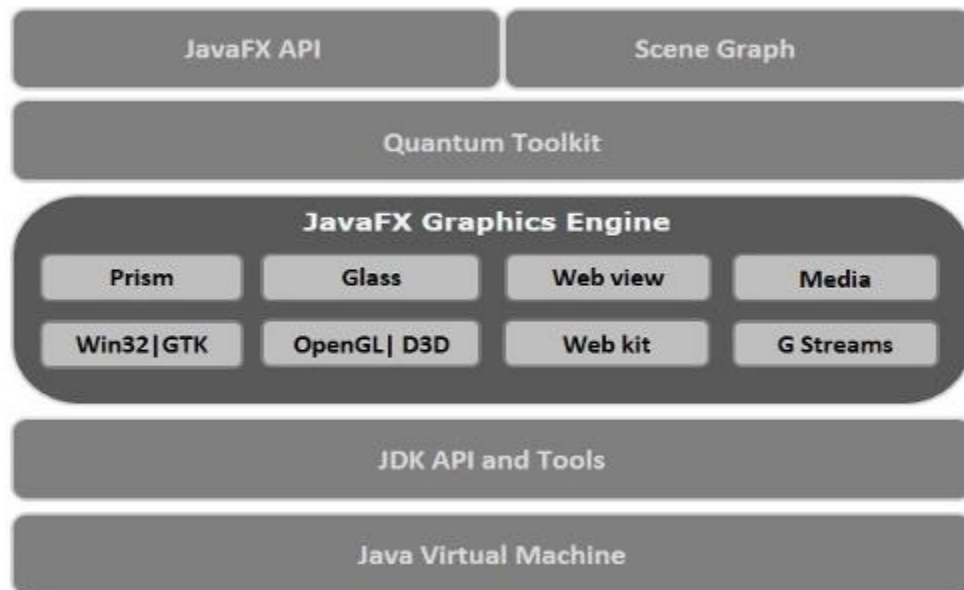 JavaFX API
Scene Graph
Quantum Toolkit
JavaFX Graphics Engine
Prism
Glass
Web view
Media
Win32|GTK
OpenGL| D3D
Web kit
G Streams
JDK API and Tools
Java Virtual Machine